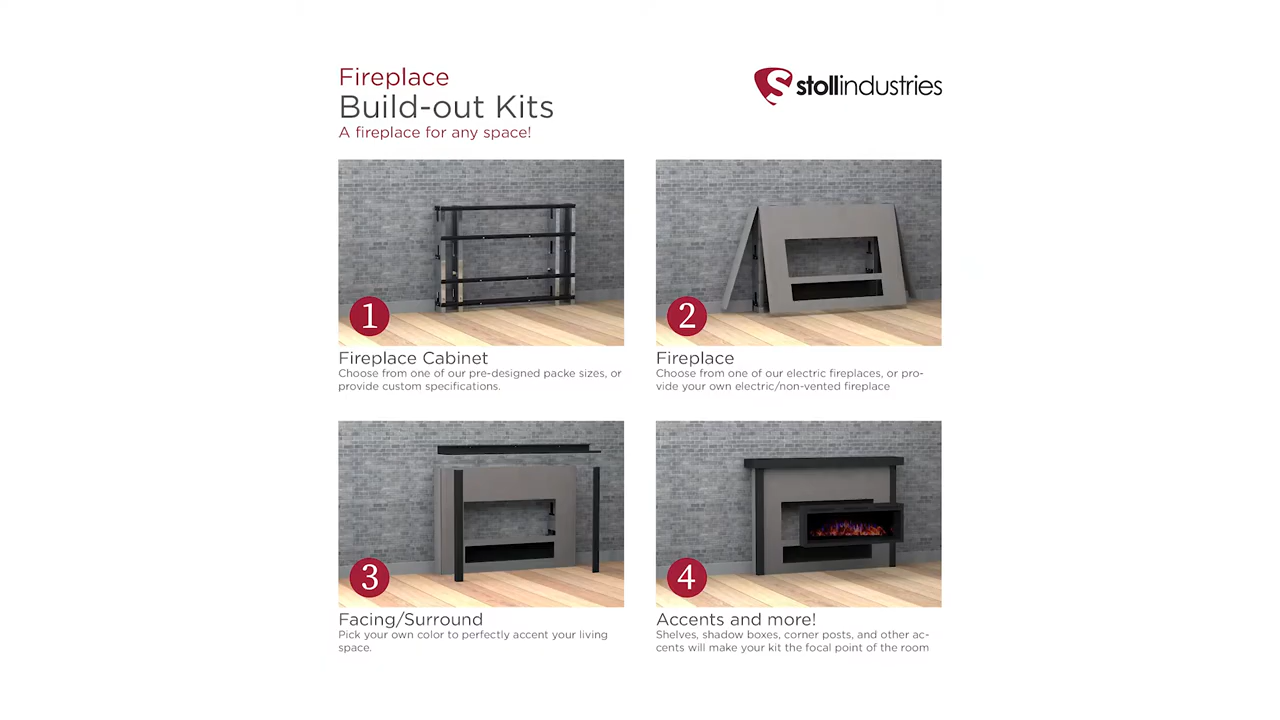 Fireplace
Build-out Kits
A fireplace for any space!
stollindustries
1
Fireplace Cabinet
Choose from one of our pre-designed packe sizes, or
provide custom specifications.
2
Fireplace
Choose from one of our electric fireplaces, or pro-
vide your own electric/non-vented fireplace
3
Facing/Surround
Pick your own color to perfectly accent your living
space.
4
Accents and more!
Shelves, shadow boxes, corner posts, and other ac-
cents will make your kit the focal point of the room